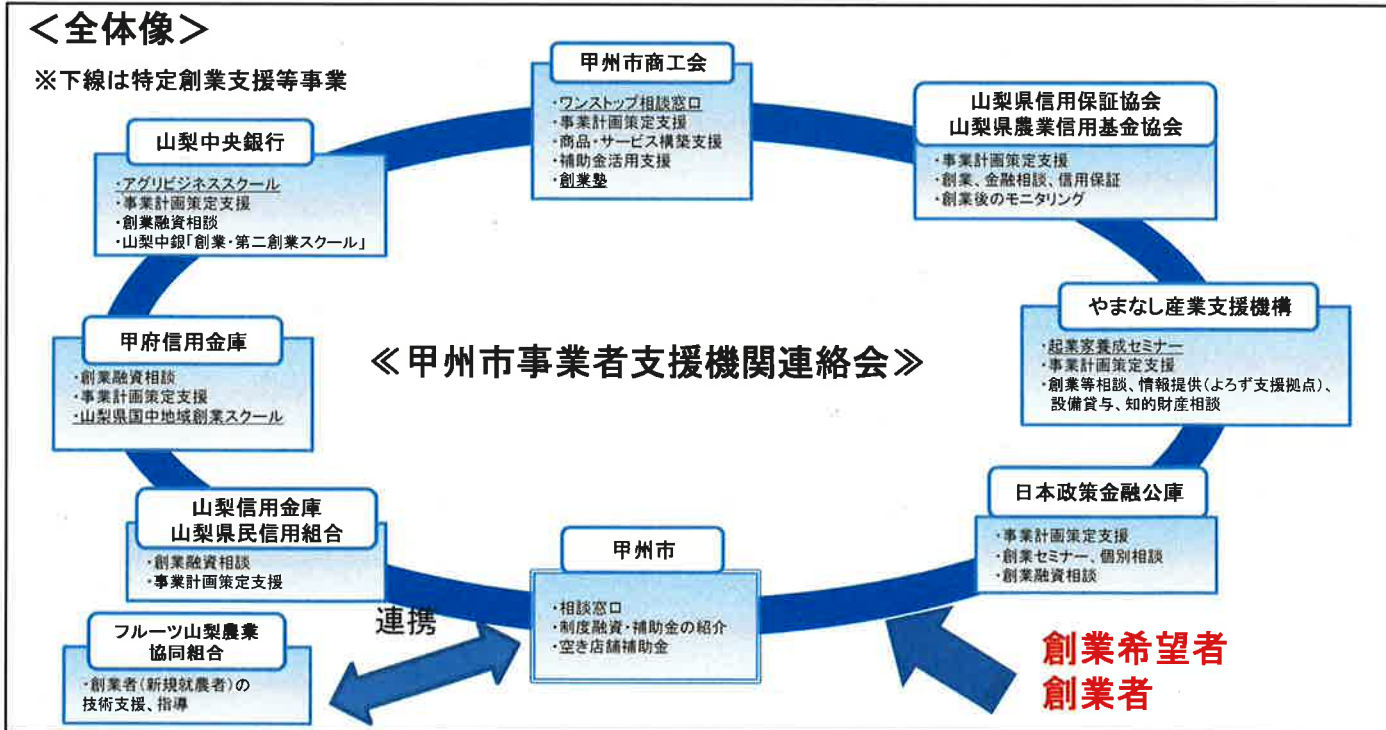 ＜全体像＞
※下線は特定創業支援等事業
甲州市商工会
・ワンストップ相談窓口
・事業計画策定支援
・商品・サービス構築支援
・補助金活用支援
・創業塾
山梨県信用保証協会
山梨県農業信用基金協会
・事業計画策定支援
・創業、金融相談、信用保証
・創業後のモニタリング
山梨中央銀行
・アグリビジネススクール
・事業計画策定支援
・創業融資相談
・山梨中銀「創業・第二創業スクール」
やまなし産業支援機構
・起業家養成セミナー
・事業計画策定支援
・創業等相談、情報提供（よろず支援拠点）、
設備貸与、知的財産相談
甲府信用金庫
・創業融資相談
・事業計画策定支援
・山梨県国中地域創業スクール
≪甲州市事業者支援機関連絡会≫
日本政策金融公庫
・事業計画策定支援
・創業セミナー、個別相談
・創業融資相談
山梨信用金庫
山梨県民信用組合
・創業融資相談
・事業計画策定支援
甲州市
・相談窓口
・制度融資・補助金の紹介
・空き店舗補助金
連携
フルーツ山梨農業
協同組合
・創業者（新規就農者）の
技術支援、指導
創業希望者
創業者